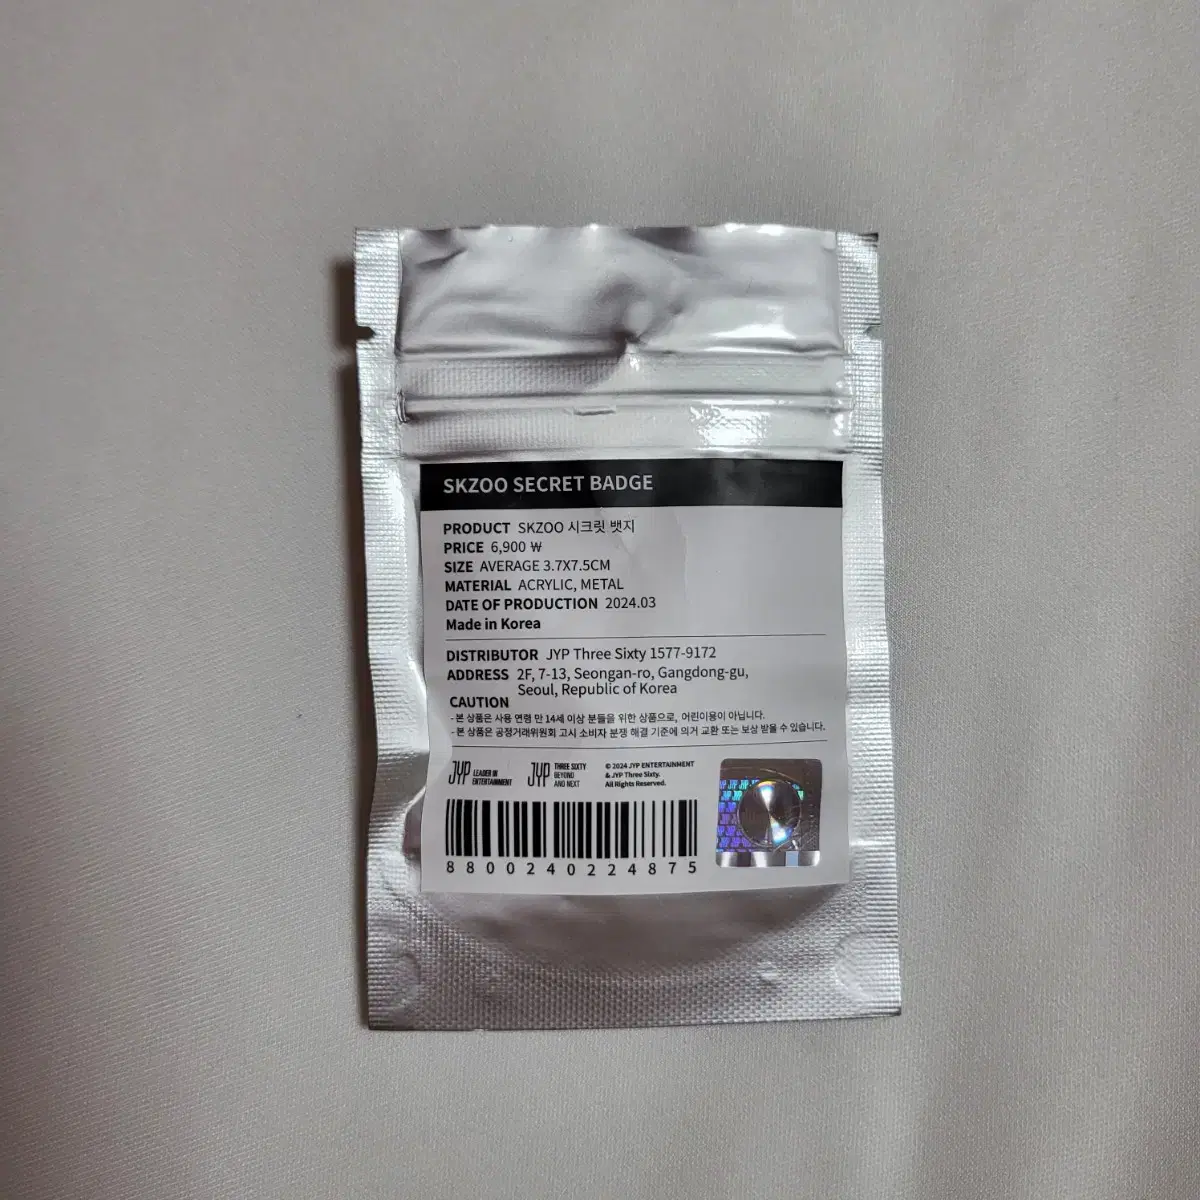 SKZOO SECRET BADGE
PRODUCT SKZOO 시크릿 뱃지
PRICE 6,900 ₩
SIZE AVERAGE 3.7X7.5CM
MATERIAL ACRYLIC, METAL
DATE OF PRODUCTION 2024.03
Made in Korea
DISTRIBUTOR JYP Three Sixty 1577-9172
ADDRESS 2F, 7-13, Seongan-ro, Gangdong-gu,
Seoul, Republic of Korea
CAUTION
- 본 상품은 사용 연령 만 14세 이상 분들을 위한 상품으로, 어린이용이 아닙니다.
- 본 상품은 공정거래위원회 고시 소비자 분쟁 해결 기준에 의거 교환 또는 보상 받을 수 있습니다.
JYP LEADER IN
ENTERTAINMENT
JYP THREE SIXTY
BEYOND
AND NEXT
© 2024 JYP ENTERTAINMENT
& JYP Three Sixty.
All Rights Reserved.
8800240224875